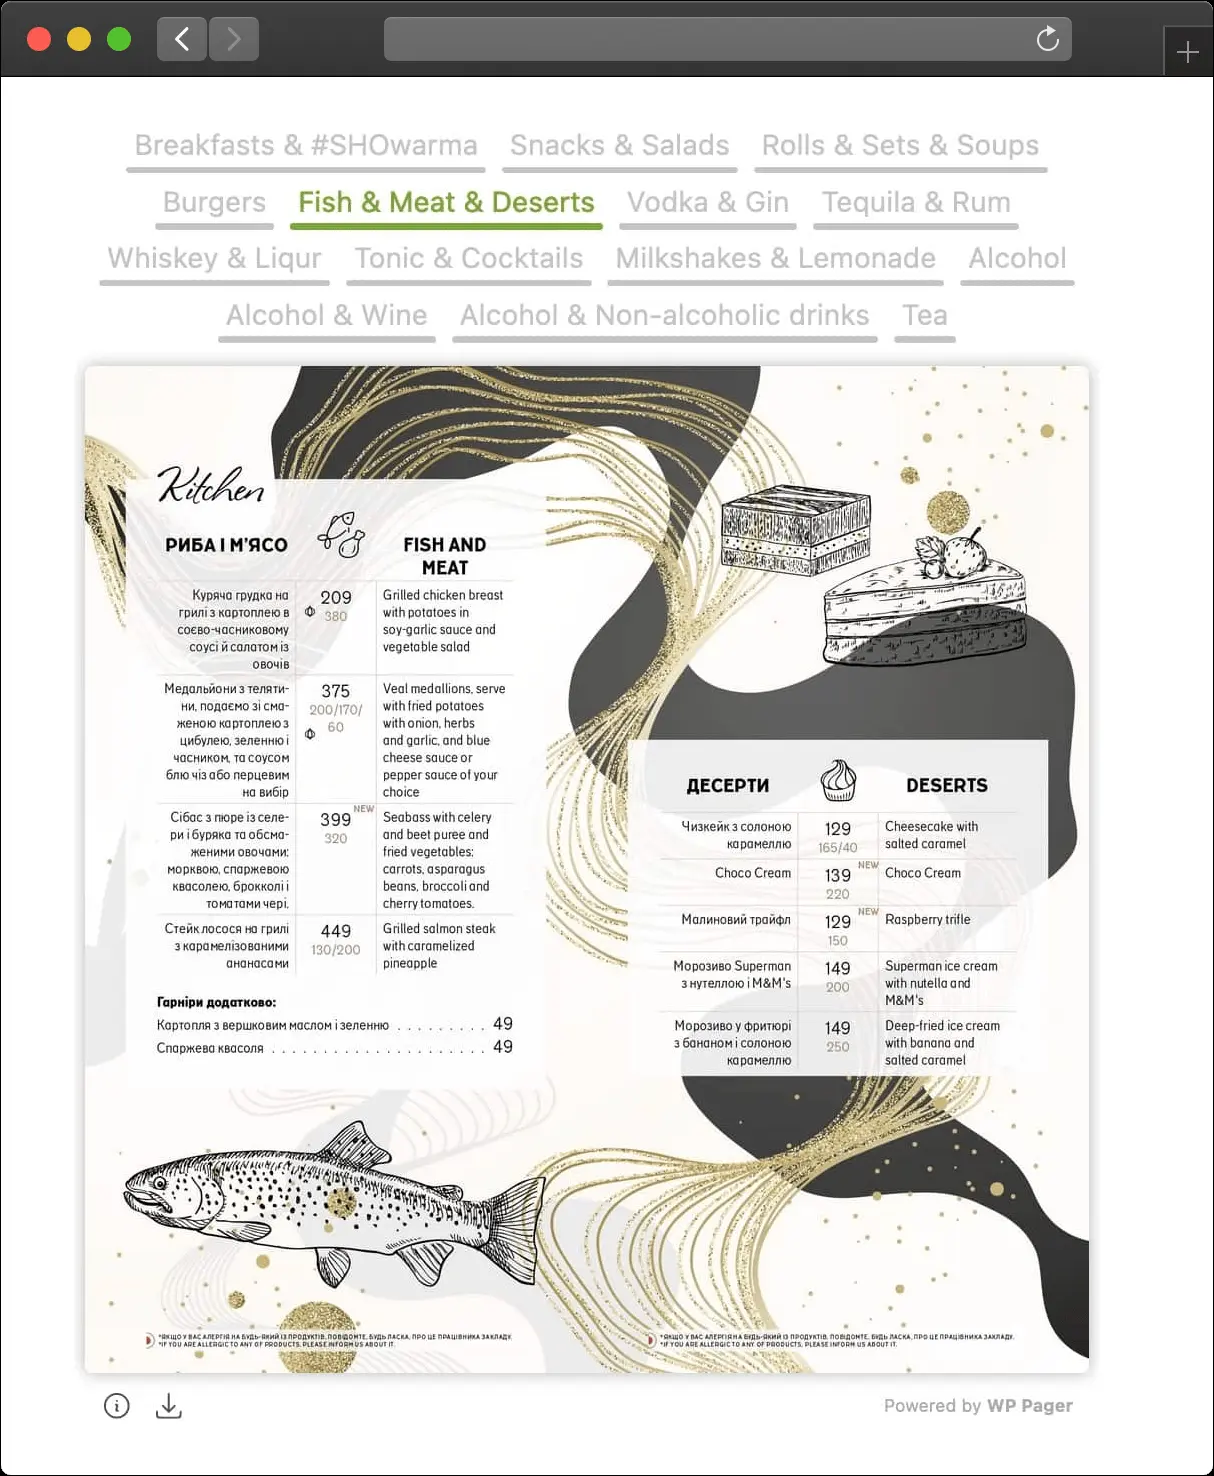 Breakfasts & #SHOwarma Snacks & Salads Rolls & Sets & Soups
Burgers Fish & Meat & Deserts Vodka & Gin Tequila & Rum
Whiskey & Liqur Tonic & Cocktails Milkshakes & Lemonade Alcohol
Alcohol & Wine Alcohol & Non-alcoholic drinks Tea
Kitchen
РИБА І М'ЯСО
FISH AND
MEAT
Куряча грудка на
грилі з картоплею в
соєво-часниковому
соусі й салатом із
овочів
209
380
Grilled chicken breast
with potatoes in
soy-garlic sauce and
vegetable salad
Медальйони з теляти-
ни, подаємо зі сма-
женою картоплею з
цибулею, зеленню і
часником, та соусом
блю чіз або перцевим
на вибір
375
200/170/
60
Veal medallions, serve
with fried potatoes
with onion, herbs
and garlic, and blue
cheese sauce or
pepper sauce of your
choice
Сібас з пюре із селе-
ри і буряка та обсма-
женими овочами:
морквою, спаржевою
квасолею, броколлі і
томатами чері.
399 NEW
320
Seabass with celery
and beet puree and
fried vegetables:
carrots, asparagus
beans, broccoli and
cherry tomatoes.
Стейк лосося на грилі
з карамелізованими
ананасами
449
130/200
Grilled salmon steak
with caramelized
pineapple
Гарніри додатково:
Картопля з вершковим маслом і зеленню . . . . . . . . . 49
Спаржева квасоля . . . . . . . . . . . . . . . . . . . . . 49
ДЕСЕРТИ
DESERTS
Чизкейк з солоною
карамеллю
129
165/40
Cheesecake with
salted caramel
Choco Cream
139 NEW
220
Choco Cream
Малиновий трайфл
129 NEW
150
Raspberry trifle
Морозиво Superman
з нутеллою і M&M's
149
200
Superman ice cream
with nutella and
M&M's
Морозиво у фритюрі
з бананом і солоною
карамеллю
149
250
Deep-fried ice cream
with banana and
salted caramel
*ЯКЩО У ВАС АЛЕРГІЯ НА БУДЬ-ЯКИЙ ІЗ ПРОДУКТІВ, ПОВІДОМТЕ, БУДЬ ЛАСКА, ПРО ЦЕ ПРАЦІВНИКА ЗАКЛАДУ.
*IF YOU ARE ALLERGIC TO ANY OF PRODUCTS, PLEASE INFORM US ABOUT IT.
*ЯКЩО У ВАС АЛЕРГІЯ НА БУДЬ-ЯКИЙ ІЗ ПРОДУКТІВ, ПОВІДОМТЕ, БУДЬ ЛАСКА, ПРО ЦЕ ПРАЦІВНИКА ЗАКЛАДУ.
*IF YOU ARE ALLERGIC TO ANY OF PRODUCTS, PLEASE INFORM US ABOUT IT.
Powered by WP Pager